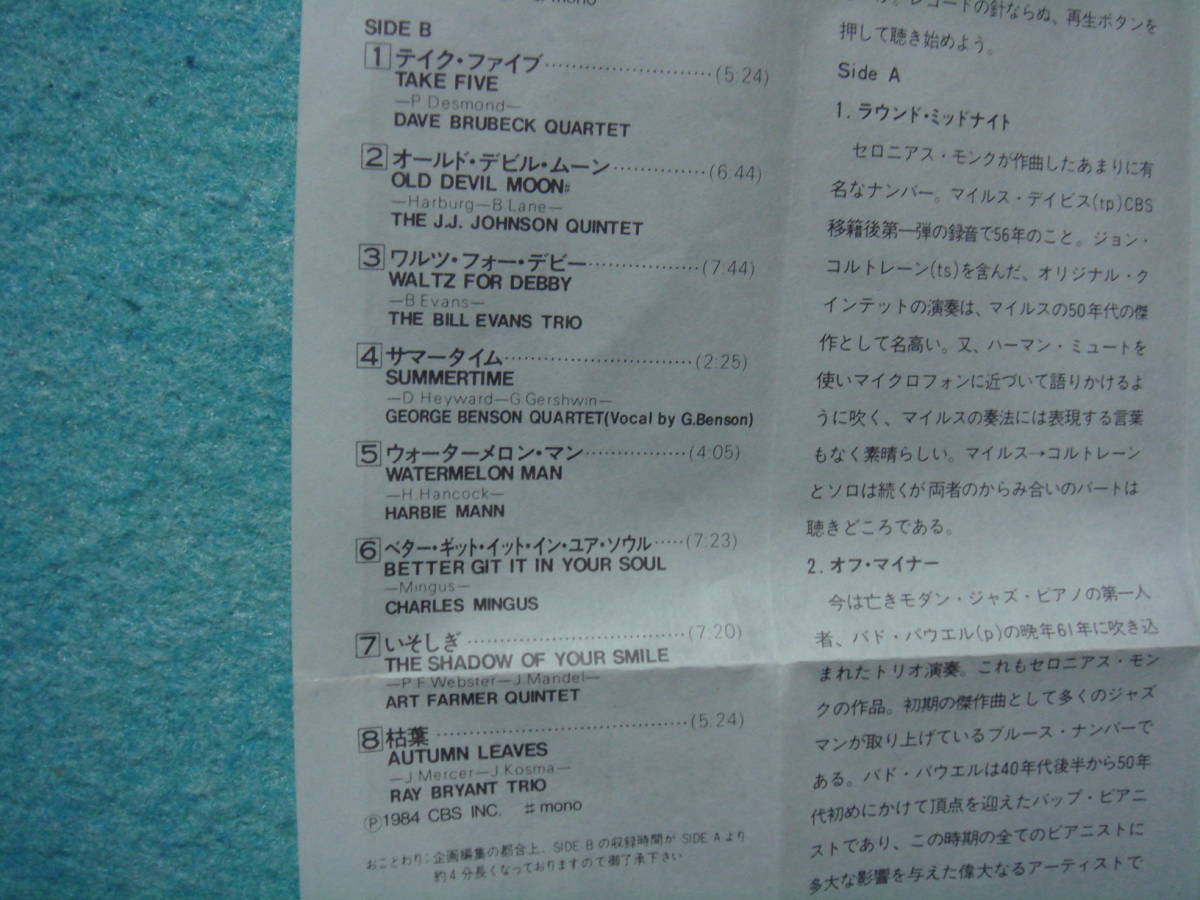 mono
SIDE B
1 テイク・ファイブ……………………(5:24)
TAKE FIVE
—P.Desmond—
DAVE BRUBECK QUARTET
2 オールド・デビル・ムーン……………(6:44)
OLD DEVIL MOON♯
—Harburg—B.Lane—
THE J.J. JOHNSON QUINTET
3 ワルツ・フォー・デビー………………(7:44)
WALTZ FOR DEBBY
—B.Evans—
THE BILL EVANS TRIO
4 サマータイム…………………………(2:25)
SUMMERTIME
—D.Heyward—G.Gershwin—
GEORGE BENSON QUARTET(Vocal by G.Benson)
5 ウォーターメロン・マン……………(4:05)
WATERMELON MAN
—H.Hancock—
HARBIE MANN
6 ベター・ギット・イット・イン・ユア・ソウル……(7.23)
BETTER GIT IT IN YOUR SOUL
—Mingus—
CHARLES MINGUS
7 いそしぎ……………………………(7:20)
THE SHADOW OF YOUR SMILE
—P.F.Webster—J.Mandel—
ART FARMER QUINTET
8 枯葉…………………………………(5.24)
AUTUMN LEAVES
—J.Mercer—J.Kosma—
RAY BRYANT TRIO
Ⓟ1984 CBS INC. ♯mono
おことわり:企画編集の都合上、SIDE Bの収録時間が SIDE Aより
約4分長くなっておりますので御了承下さい
レコードの針ならぬ、再生ボタンを
押して聴き始めよう。
Side A
1. ラウンド・ミッドナイト
セロニアス・モンクが作曲したあまりに有
名なナンバー。マイルス・デイビス(tp)CBS
移籍後第一弾の録音で56年のこと。ジョン・
コルトレーン(ts)を含んだ、オリジナル・ク
インテットの演奏は、マイルスの50年代の傑
作として名高い。又、ハーマン・ミュートを
使いマイクロフォンに近づいて語りかけるよ
うに吹く、マイルスの奏法には表現する言葉
もなく素晴らしい。マイルス→コルトレーン
とソロは続くが両者のからみ合いのパートは
聴きどころである。
2. オフ・マイナー
今は亡きモダン・ジャズ・ピアノの第一人
者、バド・パウエル(p)の晩年61年に吹き込
まれたトリオ演奏。これもセロニアス・モン
クの作品。初期の傑作曲として多くのジャズ
マンが取り上げているブルース・ナンバーで
ある。バド・パウエルは40年代後半から50年
代初めにかけて頂点を迎えたバップ・ピアニ
ストであり、この時期の全てのピアニストに
多大な影響を与えた偉大なるアーティストで